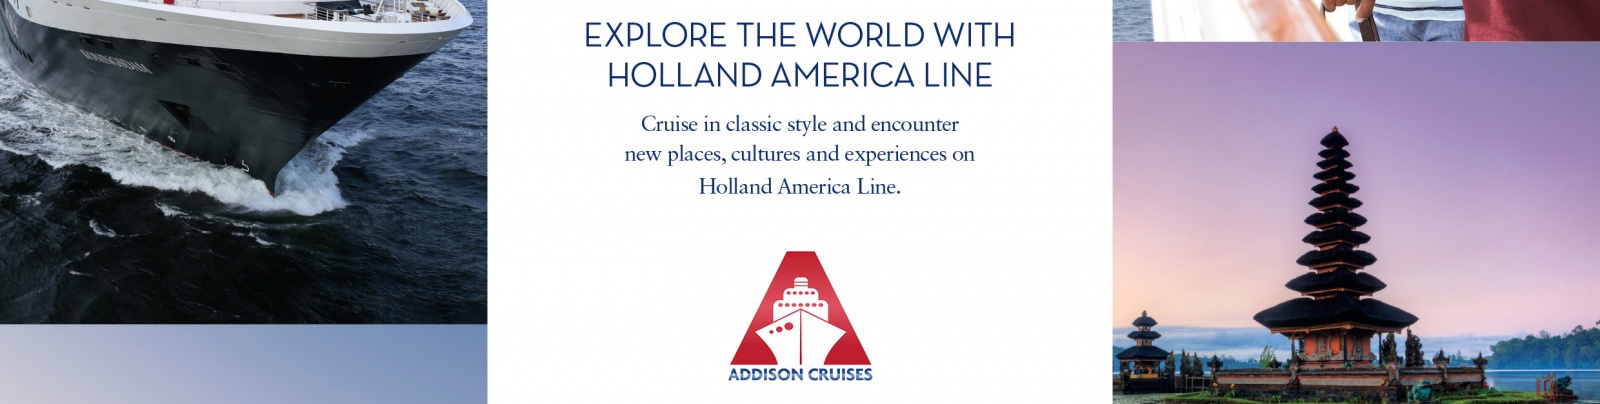 KONINGSDAM
EXPLORE THE WORLD WITH
HOLLAND AMERICA LINE
Cruise in classic style and encounter
new places, cultures and experiences on
Holland America Line.
ADDISON CRUISES